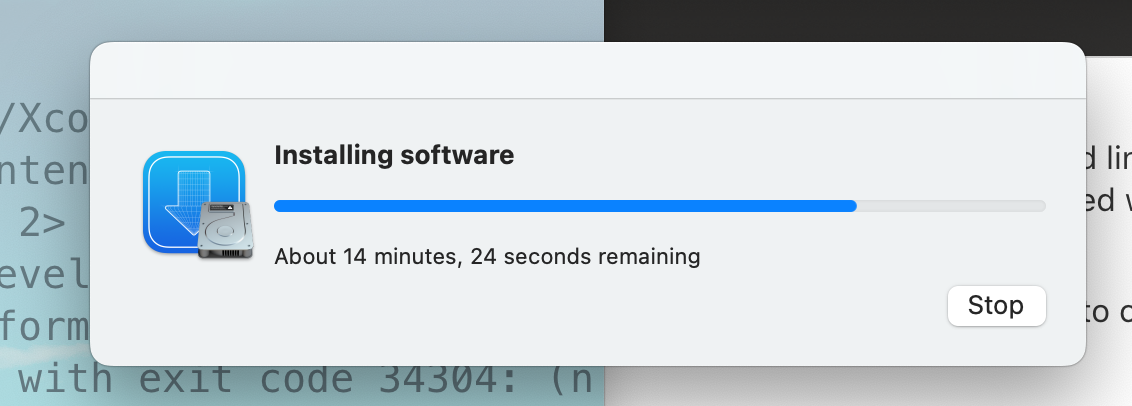 /Xco
nten
2>
evel
form
with exit code 34304: (n
Installing software
About 14 minutes, 24 seconds remaining
Stop
d lin
ed w
to c